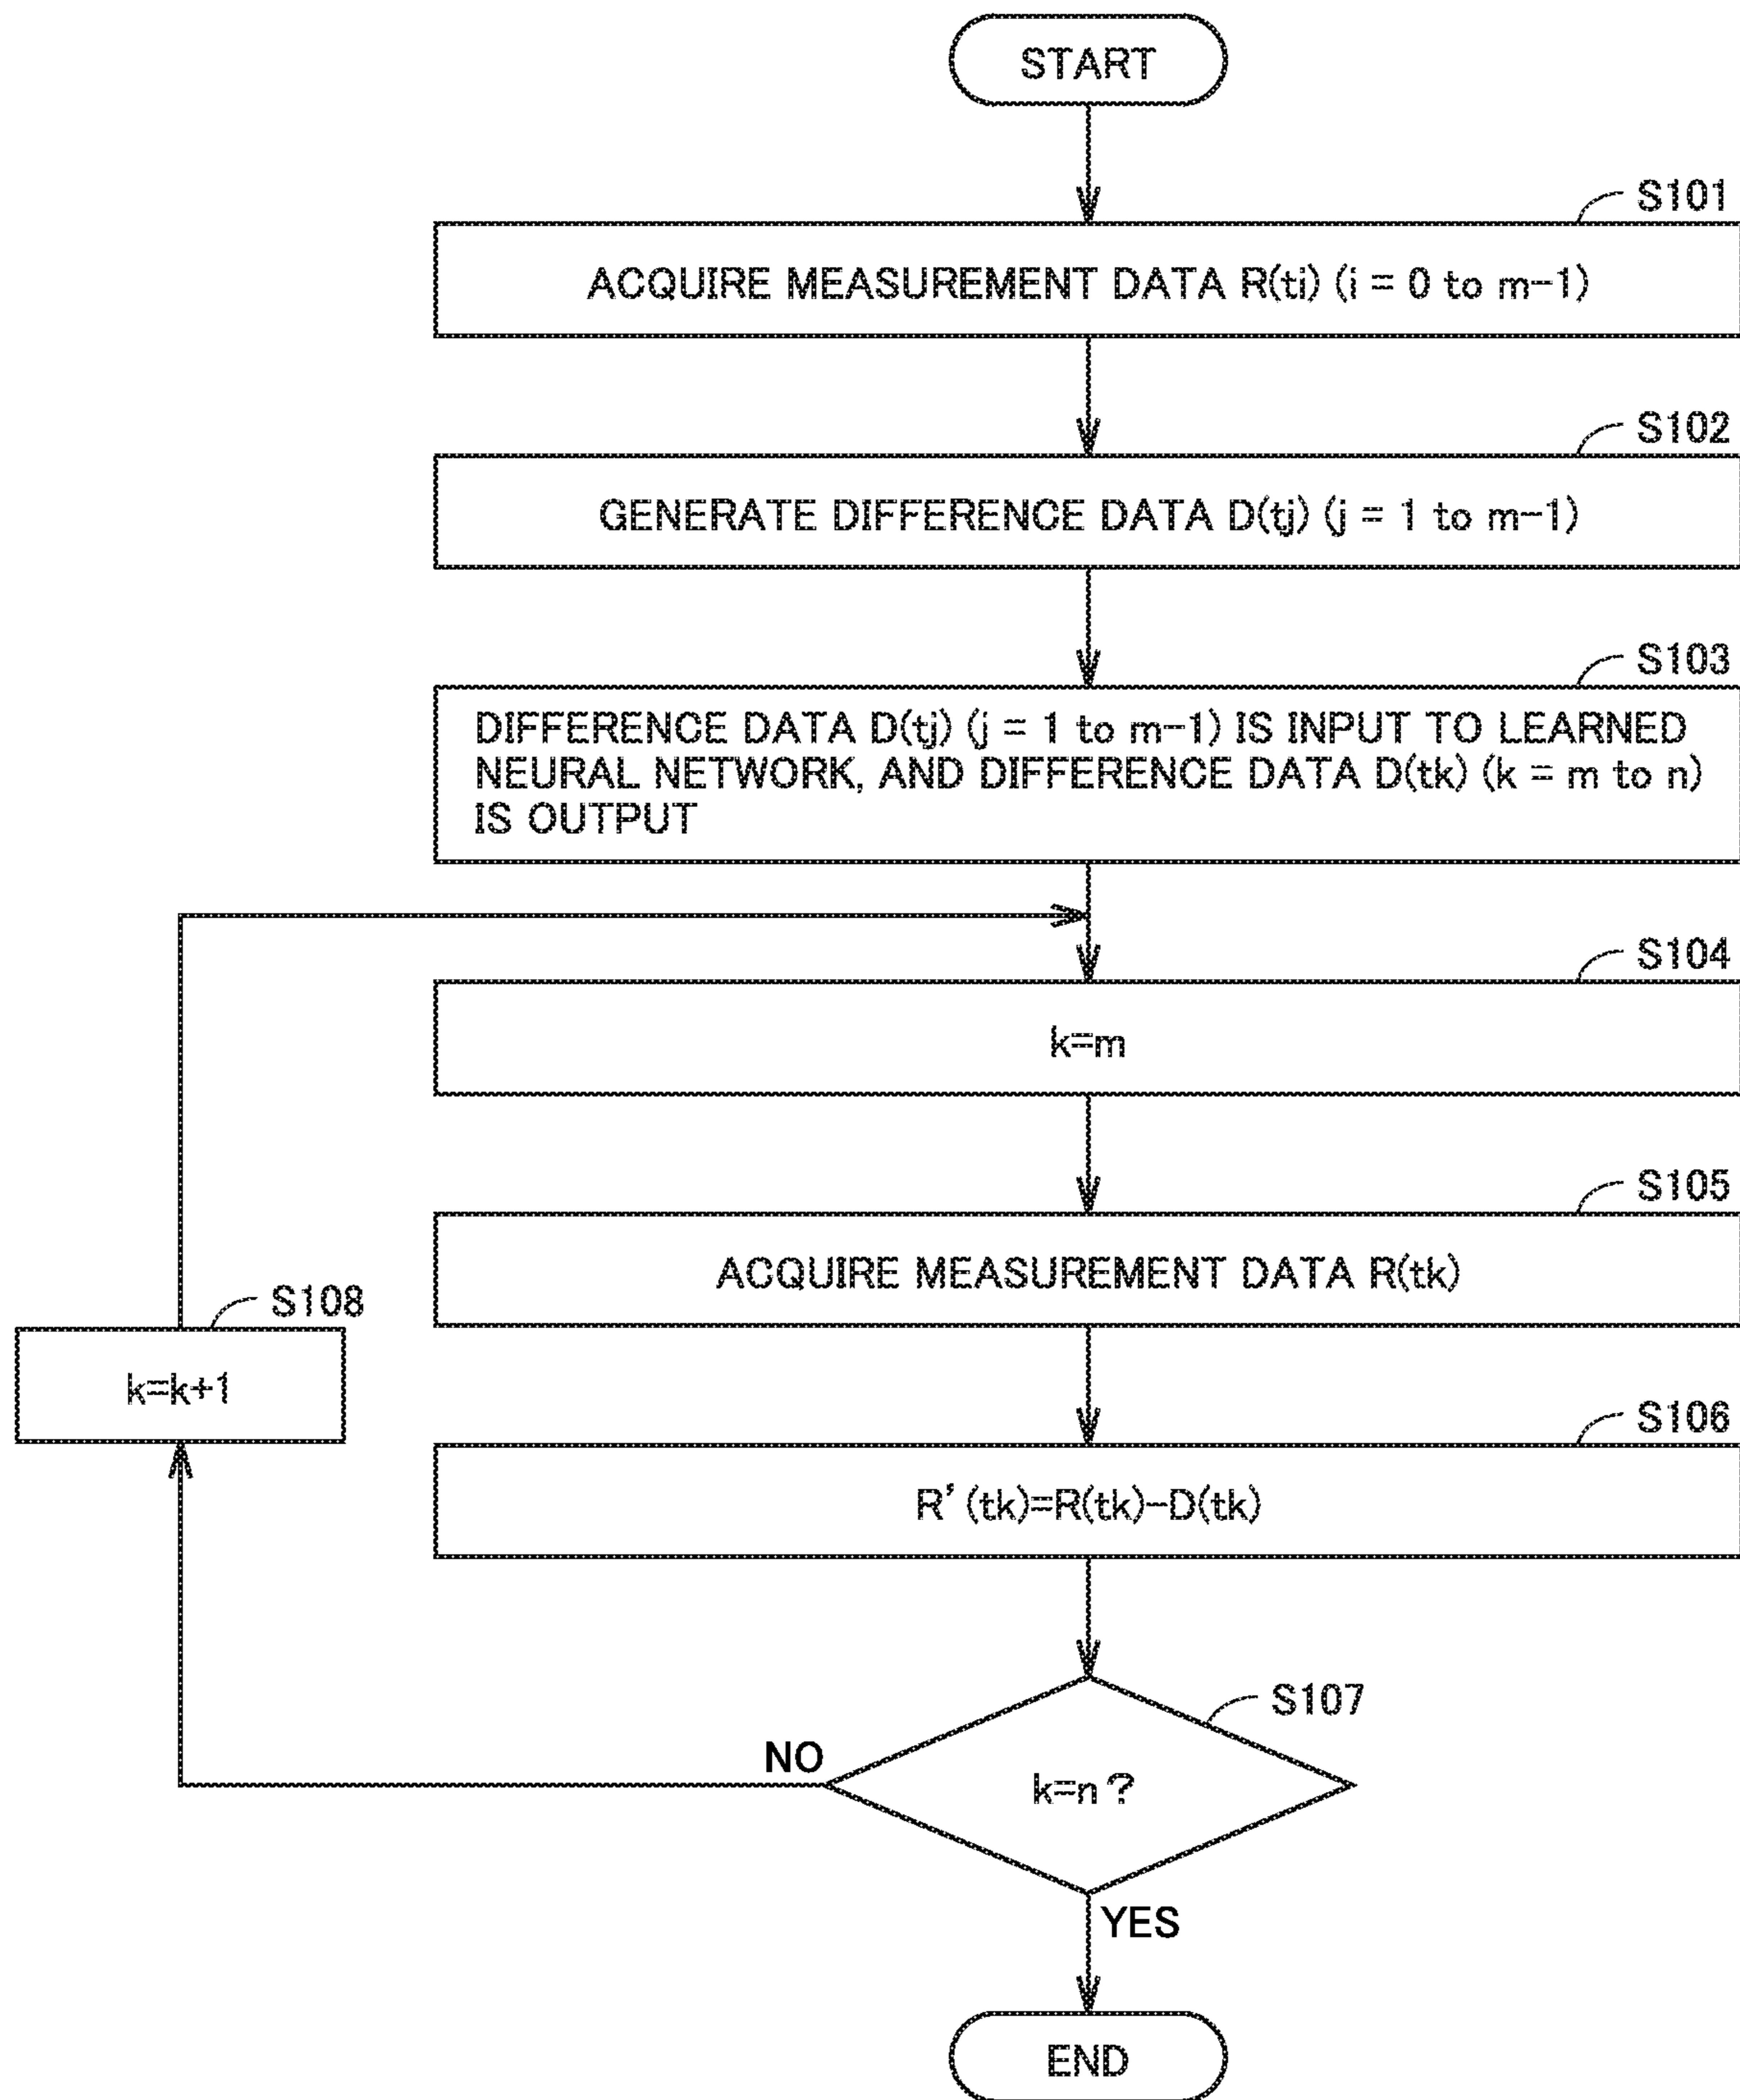 START
S101
ACQUIRE MEASUREMENT DATA R(ti) (i = 0 to m-1)
S102
GENERATE DIFFERENCE DATA D(tj) (j = 1 to m-1)
S103
DIFFERENCE DATA D(tj) (j = 1 to m-1) IS INPUT TO LEARNED
NEURAL NETWORK, AND DIFFERENCE DATA D(tk) (k = m to n)
IS OUTPUT
S104
k=m
S105
ACQUIRE MEASUREMENT DATA R(tk)
S108
k=k+1
S106
R'(tk)=R(tk)-D(tk)
S107
NO
k=n?
YES
END